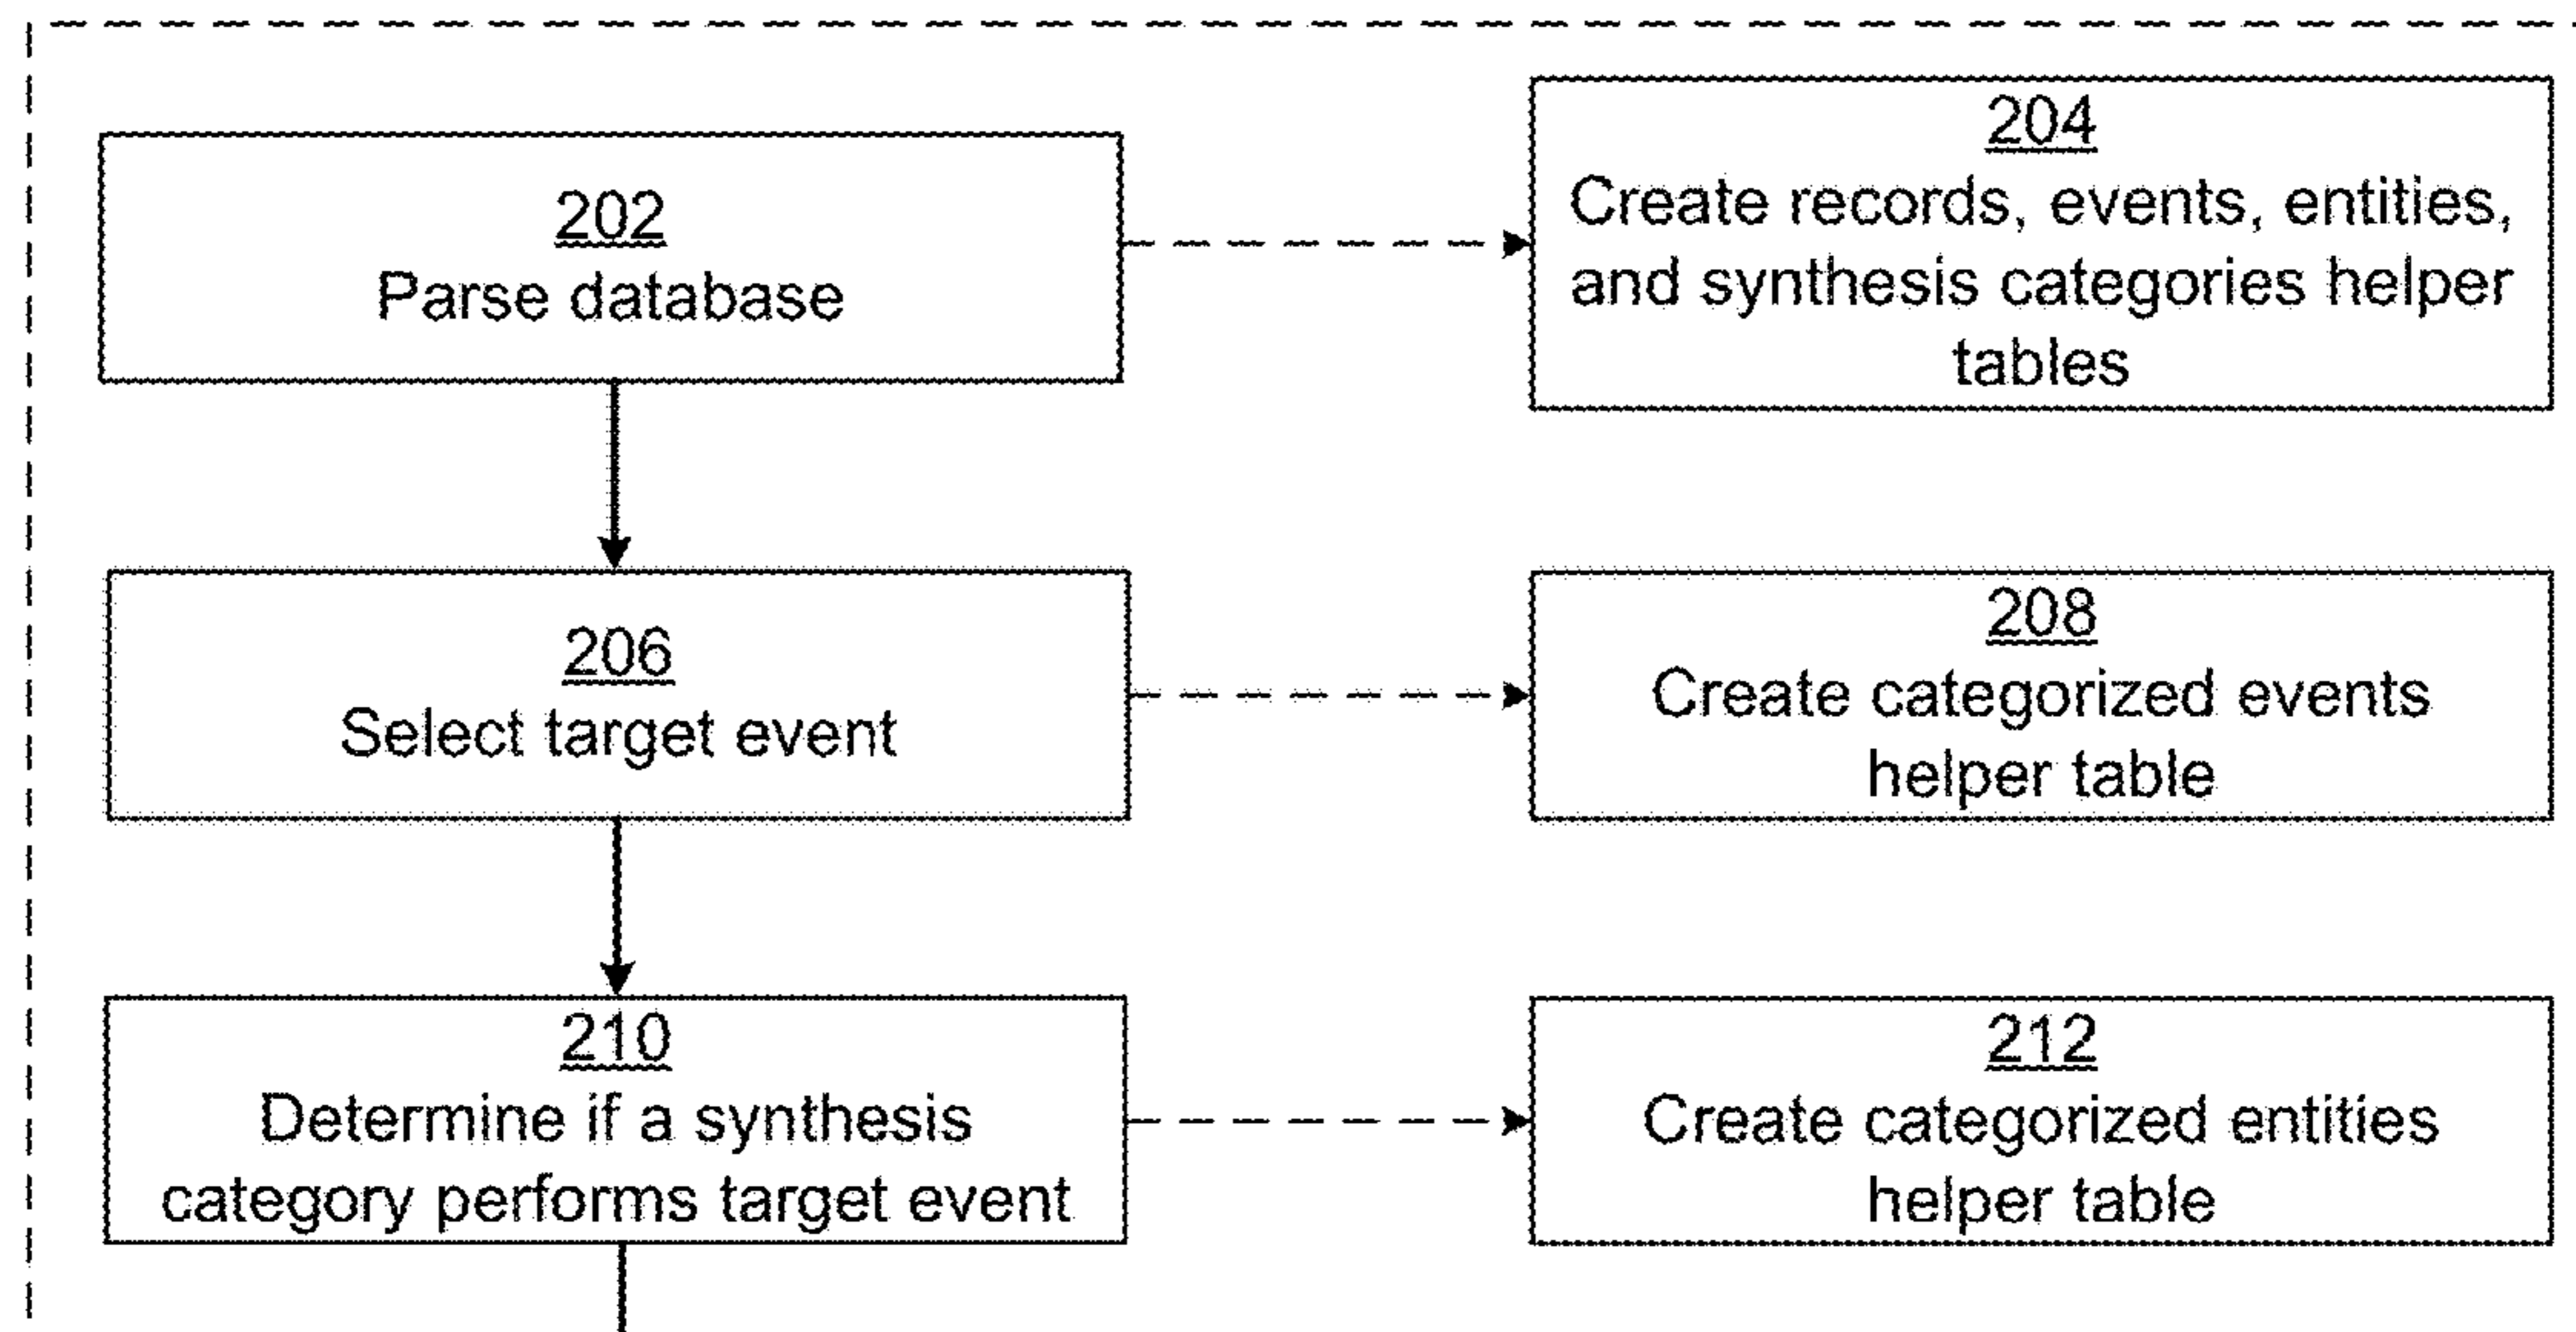 202
Parse database
204
Create records, events, entities,
and synthesis categories helper
tables
206
Select target event
208
Create categorized events
helper table
210
Determine if a synthesis
category performs target event
212
Create categorized entities
helper table